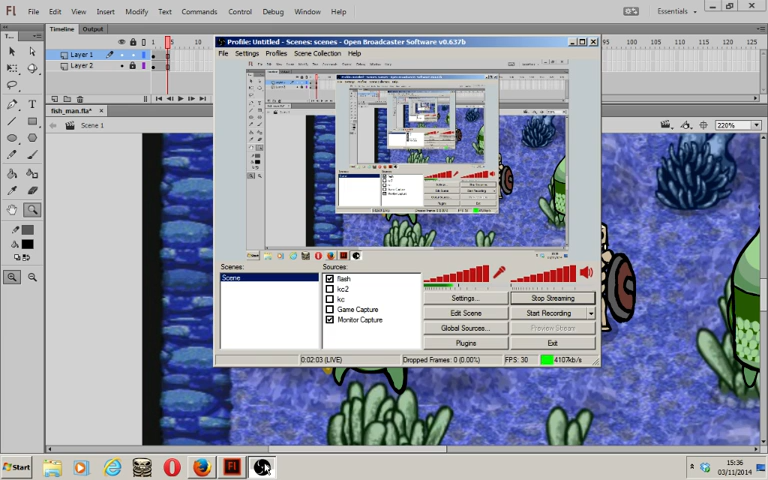 Fl File Edit View Insert Modify Text Commands Control Debug Window Help
Essentials
Timeline Output
Layer 1
Layer 2
fish_man.fla*
Scene 1
220%
Profile: Untitled - Scenes: scenes - Open Broadcaster Software v0.637b
File Settings Profiles Scene Collection Help
Scenes:
Scene
Sources:
flash
kc2
kc
Game Capture
Monitor Capture
Settings...
Stop Streaming
Edit Scene
Start Recording
Global Sources...
Preview Stream
Plugins
Exit
0:02:03 (LIVE)
Dropped Frames: 0 (0.00%)
FPS: 30
4107kb/s
Start
Fl
15:36
03/11/2014